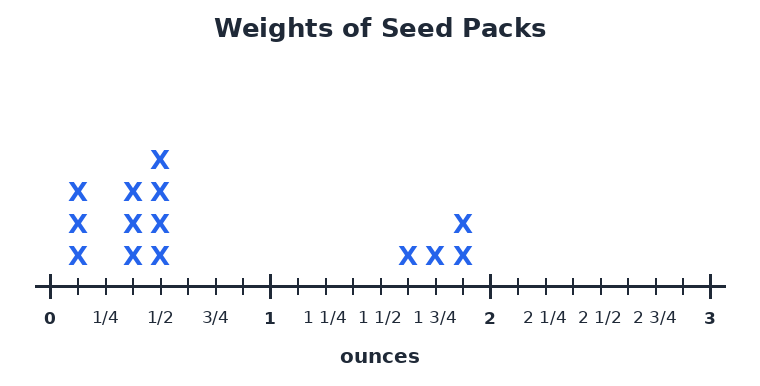 Weights of Seed Packs
X
X X X
X X X X
X X X X X X
0 1/4 1/2 3/4 1 1 1/4 1 1/2 1 3/4 2 2 1/4 2 1/2 2 3/4 3
ounces